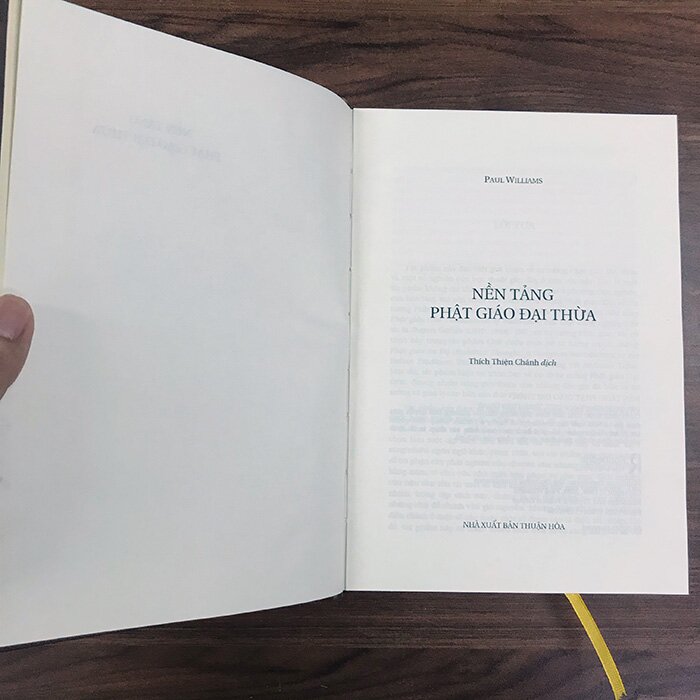 PAUL WILLIAMS
NỀN TẢNG
PHẬT GIÁO ĐẠI THỪA
Thích Thiện Chánh dịch
NHÀ XUẤT BẢN THUẬN HÓA